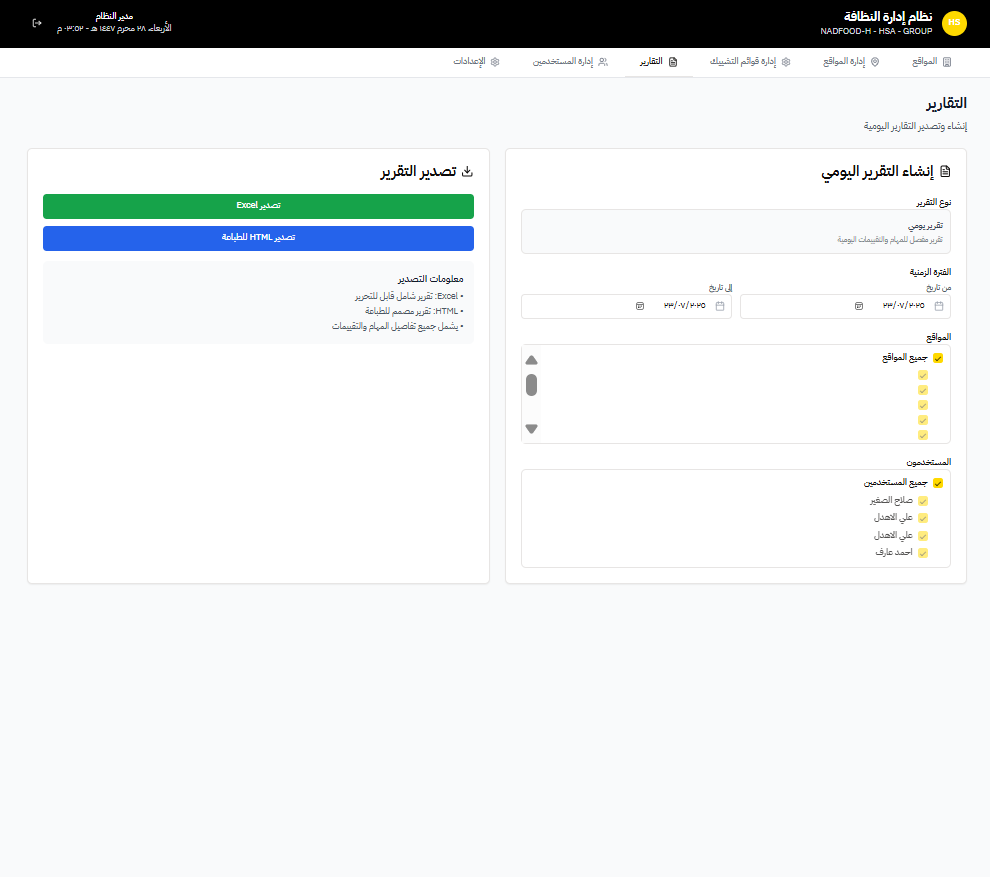 HS
نظام إدارة النظافة
NADFOOD-H - HSA - GROUP
مدير النظام
الأربعاء، ٢٨ محرم ١٤٤٧ هـ - ٠٣:٥٢ م
المواقع
إدارة المواقع
إدارة قوائم التشييك
التقارير
إدارة المستخدمين
الإعدادات
التقارير
إنشاء وتصدير التقارير اليومية
إنشاء التقرير اليومي
نوع التقرير
تقرير يومي
تقرير مفصل للمهام والتقييمات اليومية
الفترة الزمنية
من تاريخ
٢٣/٠٧/٢٠٢٥
إلى تاريخ
٢٣/٠٧/٢٠٢٥
المواقع
جميع المواقع
المستخدمون
جميع المستخدمين
صلاح الصغير
علي الاهدل
علي الاهدل
احمد عارف
تصدير التقرير
تصدير Excel
تصدير HTML للطباعة
معلومات التصدير
• Excel: تقرير شامل قابل للتحرير
• HTML: تقرير مصمم للطباعة
• يشمل جميع تفاصيل المهام والتقييمات